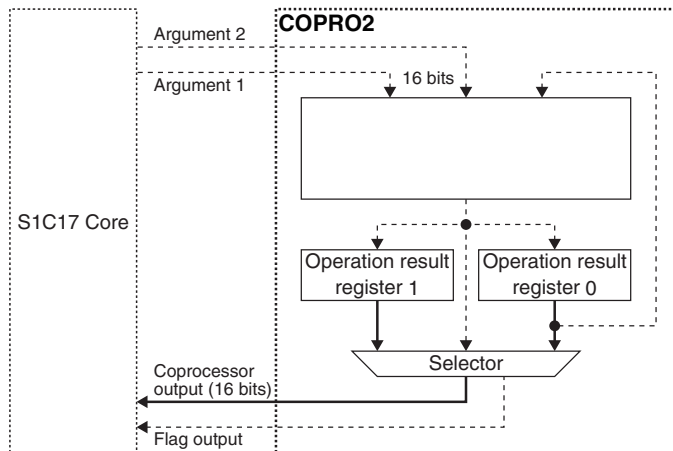 COPRO2
Argument 2
16 bits
Argument 1
S1C17 Core
Operation result
register 1
Operation result
register 0
Selector
Coprocessor
output (16 bits)
Flag output